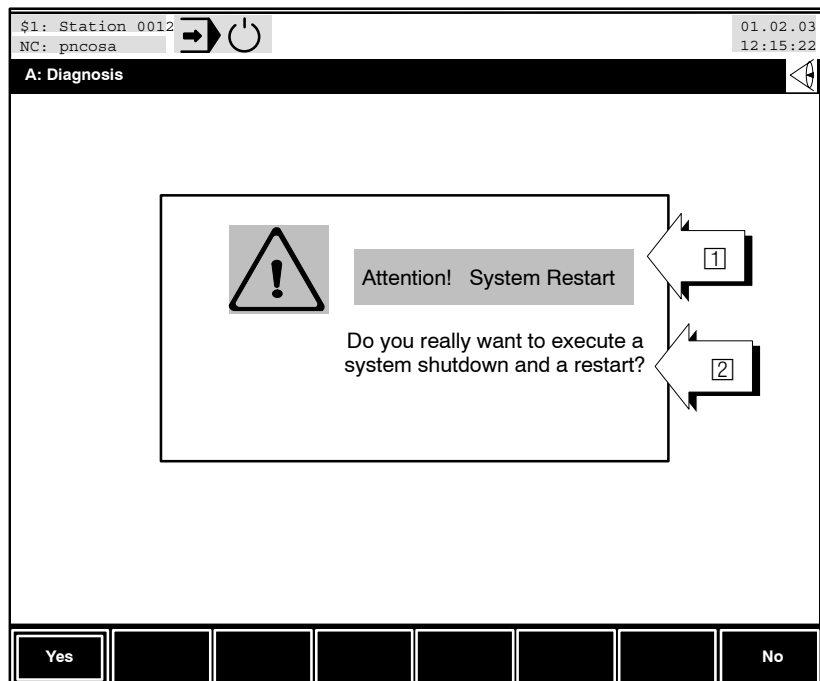 $1: Station 0012
NC: pncosa
01.02.03
12:15:22
A: Diagnosis
!
Attention! System Restart
1
Do you really want to execute a
system shutdown and a restart?
2
Yes
No